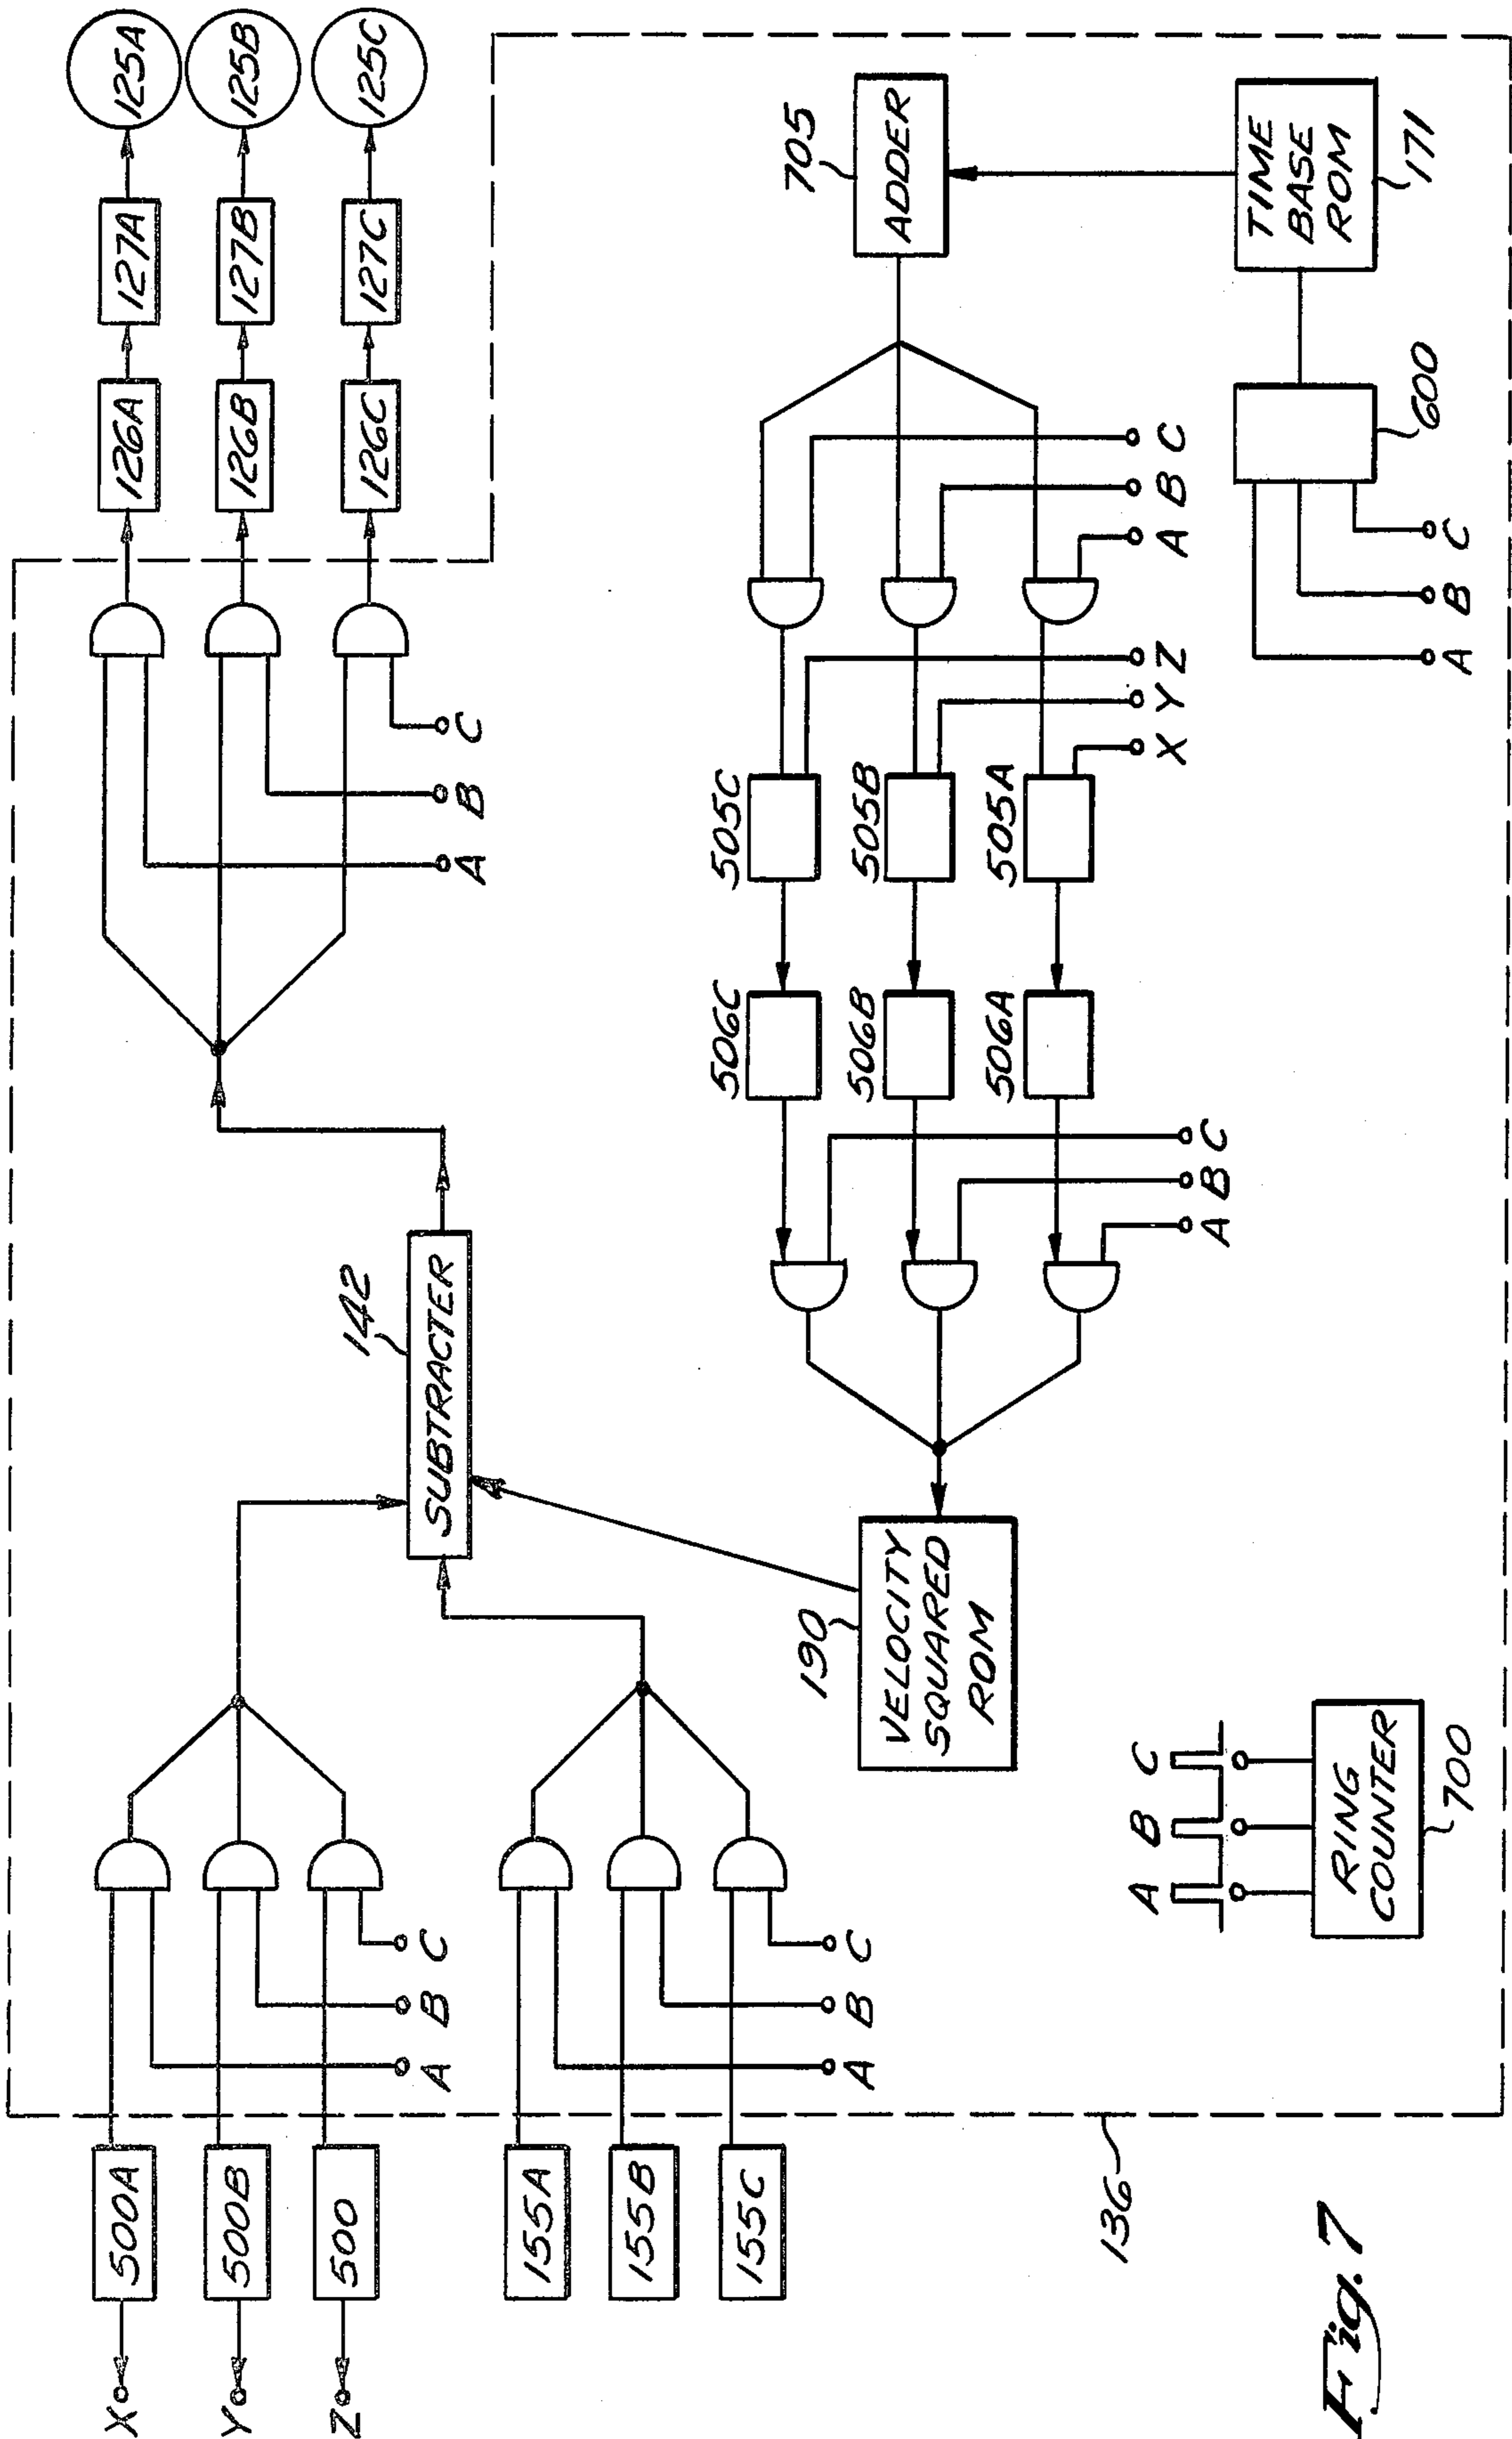 X 500A 126A 127A 125A
Y 500B 126B 127B 125B
Z 500 126C 127C 125C
142
A B C
SUBTRACTER
A B C
155A
155B
155C
A B C
190
VELOCITY
SQUARED
ROM
506C 505C
506B 505B
506A 505A
705
ADDER
A B C
X Y Z
A B C
A B C
RING
COUNTER
700
TIME
BASE
ROM
171
600
A B C
136
Fig. 7